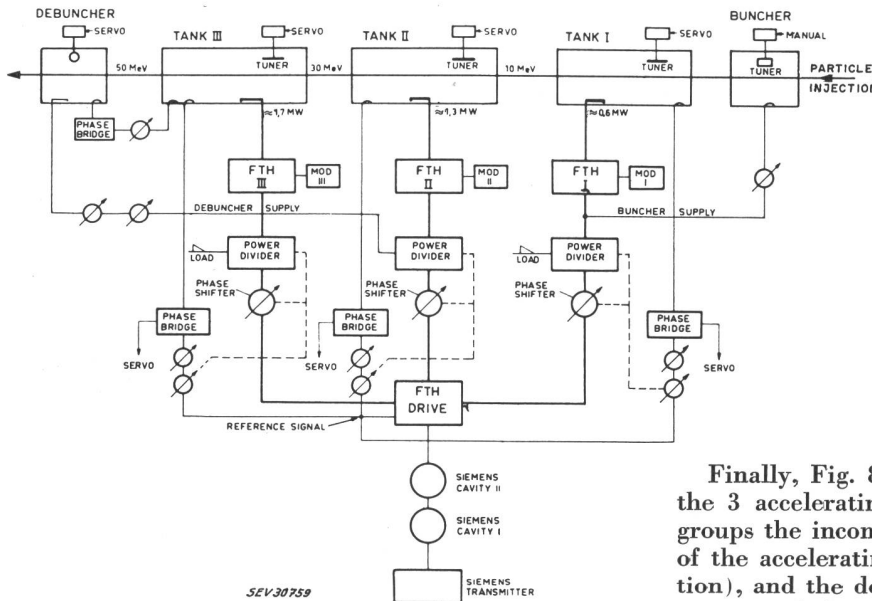 DEBUNCHER
SERVO
TANK III
SERVO
TUNER
TANK II
SERVO
TUNER
TANK I
SERVO
TUNER
BUNCHER
MANUAL
TUNER
50 MeV
30 MeV
10 MeV
PARTICLE
INJECTION
≈1,7 MW
≈1,3 MW
≈0,6 MW
PHASE
BRIDGE
FTH
III
MOD
III
FTH
II
MOD
II
FTH
I
MOD
I
DEBUNCHER SUPPLY
BUNCHER SUPPLY
LOAD
POWER
DIVIDER
POWER
DIVIDER
LOAD
POWER
DIVIDER
PHASE
SHIFTER
PHASE
SHIFTER
PHASE
SHIFTER
PHASE
BRIDGE
PHASE
BRIDGE
PHASE
BRIDGE
SERVO
SERVO
SERVO
FTH
DRIVE
REFERENCE SIGNAL
SIEMENS
CAVITY II
SIEMENS
CAVITY I
SIEMENS
TRANSMITTER
SEV30759
Finally, Fig. 8
the 3 acceleratin
groups the incon
of the acceleratin
tion), and the de